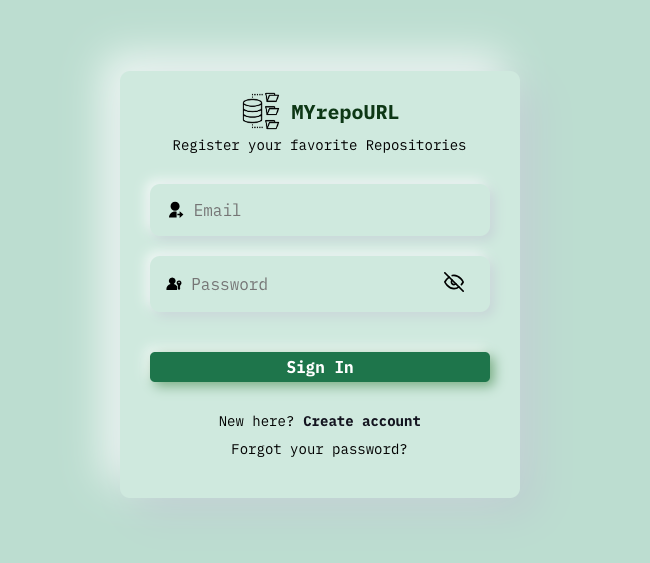 MYrepoURL
Register your favorite Repositories
Email
Password
Sign In
New here? Create account
Forgot your password?